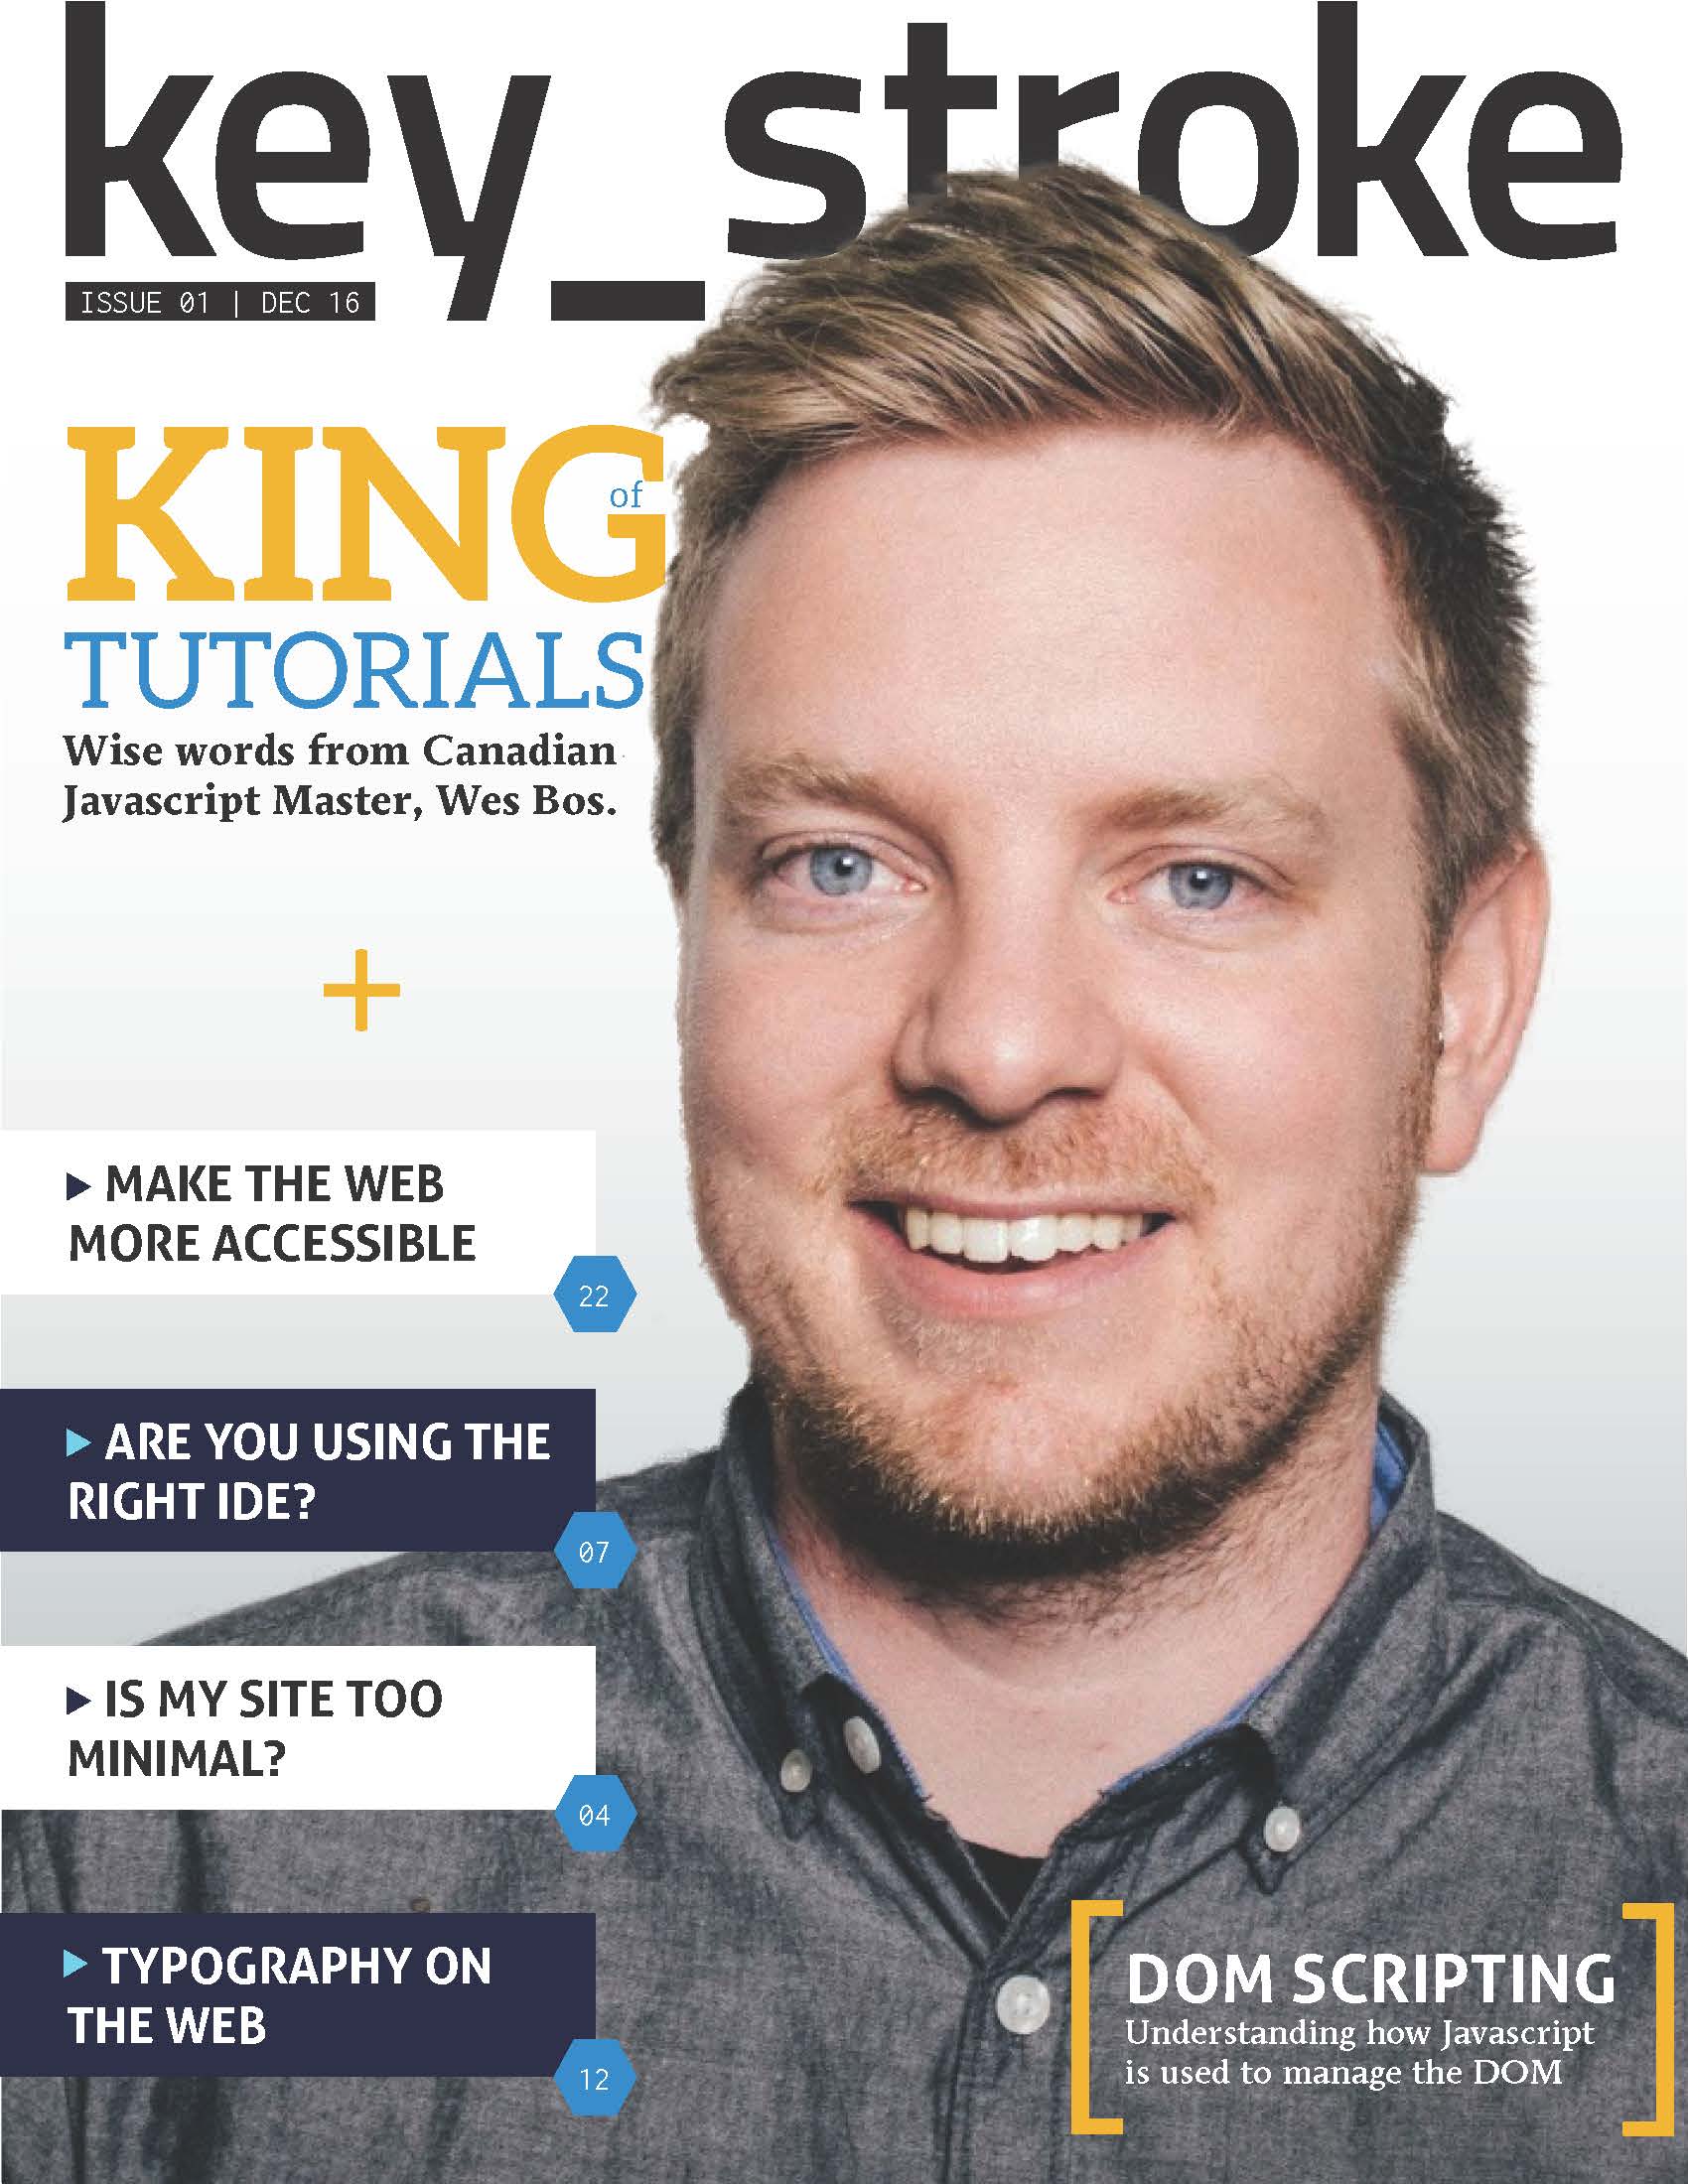 key_stroke
ISSUE 01 | DEC 16
KING
of
TUTORIALS
Wise words from Canadian
Javascript Master, Wes Bos.
+
MAKE THE WEB
MORE ACCESSIBLE
22
ARE YOU USING THE
RIGHT IDE?
07
IS MY SITE TOO
MINIMAL?
04
TYPOGRAPHY ON
THE WEB
12
DOM SCRIPTING
Understanding how Javascript
is used to manage the DOM